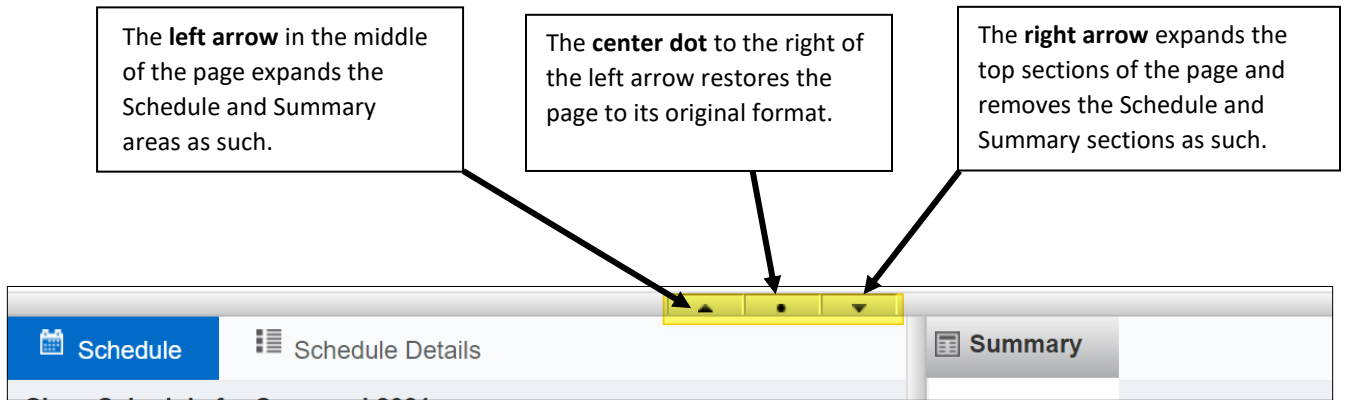 The left arrow in the middle
of the page expands the
Schedule and Summary
areas as such.
The center dot to the right of
the left arrow restores the
page to its original format.
The right arrow expands the
top sections of the page and
removes the Schedule and
Summary sections as such.
Schedule
Schedule Details
Summary